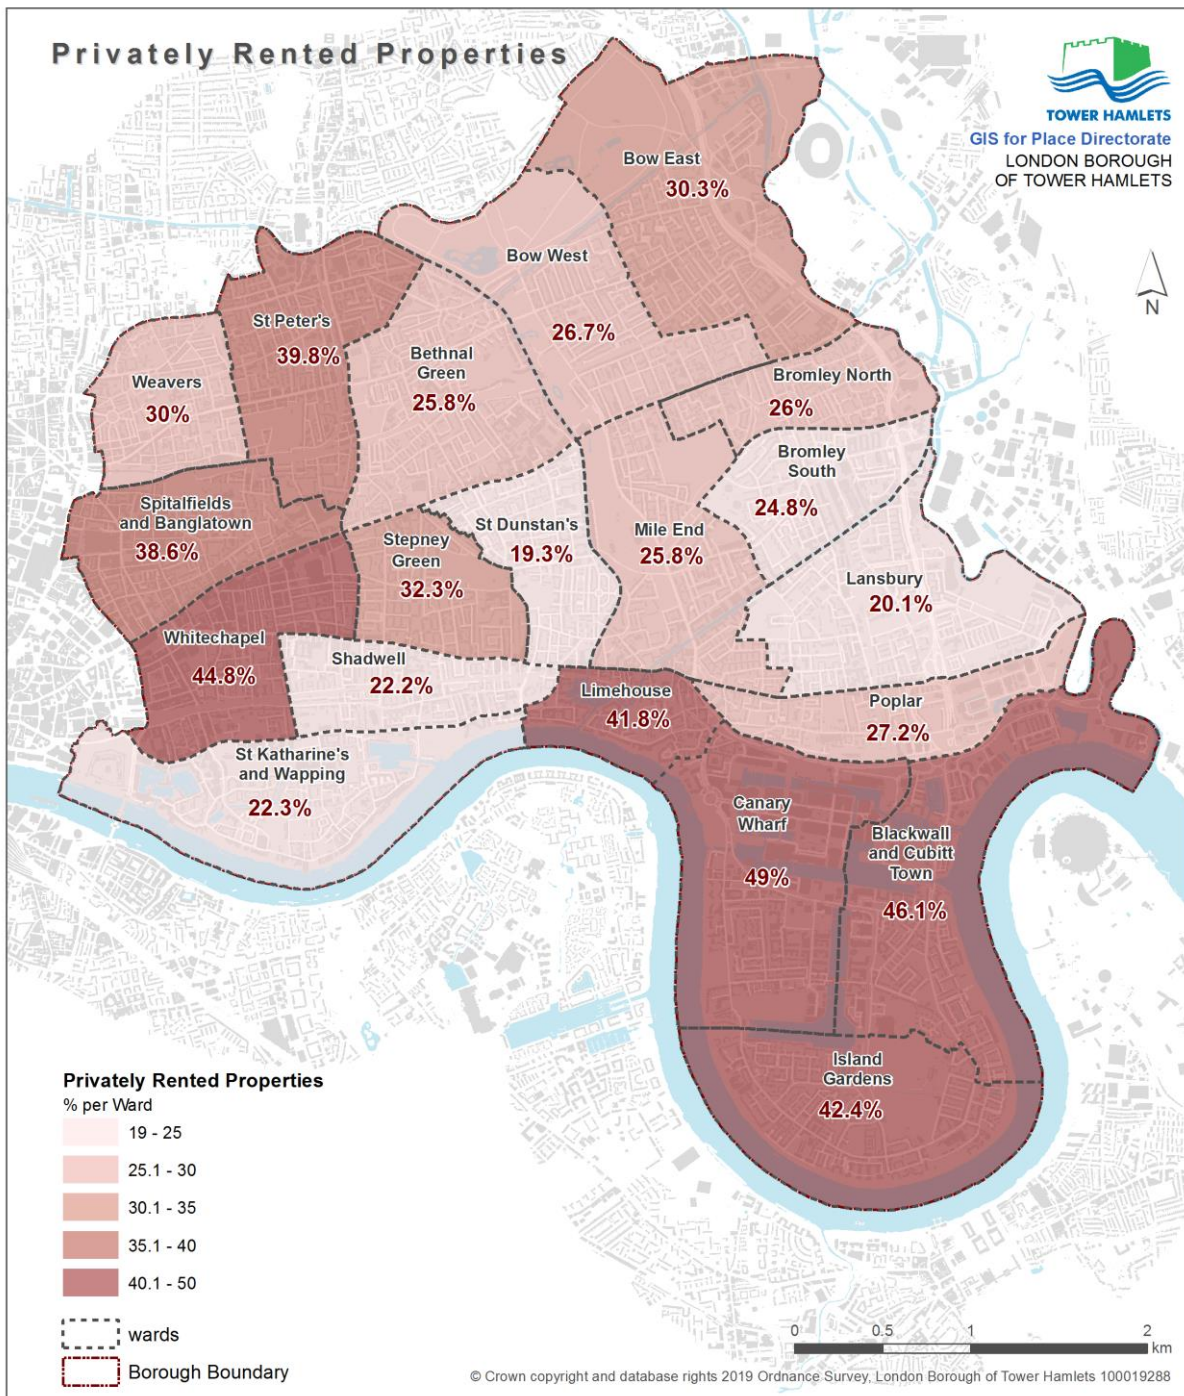 Privately Rented Properties
TOWER HAMLETS
GIS for Place Directorate
LONDON BOROUGH
OF TOWER HAMLETS
N
Bow East
30.3%
Bow West
26.7%
St Peter's
39.8%
Bethnal
Green
25.8%
Weavers
30%
Bromley North
26%
Bromley
South
24.8%
Spitalfields
and Banglatown
38.6%
Stepney
Green
32.3%
St Dunstan's
19.3%
Mile End
25.8%
Lansbury
20.1%
Whitechapel
44.8%
Shadwell
22.2%
Limehouse
41.8%
Poplar
27.2%
St Katharine's
and Wapping
22.3%
Canary
Wharf
49%
Blackwall
and Cubitt
Town
46.1%
Island
Gardens
42.4%
Privately Rented Properties
% per Ward
19 - 25
25.1 - 30
30.1 - 35
35.1 - 40
40.1 - 50
wards
Borough Boundary
0 0.5 1 2
km
© Crown copyright and database rights 2019 Ordnance Survey, London Borough of Tower Hamlets 100019288